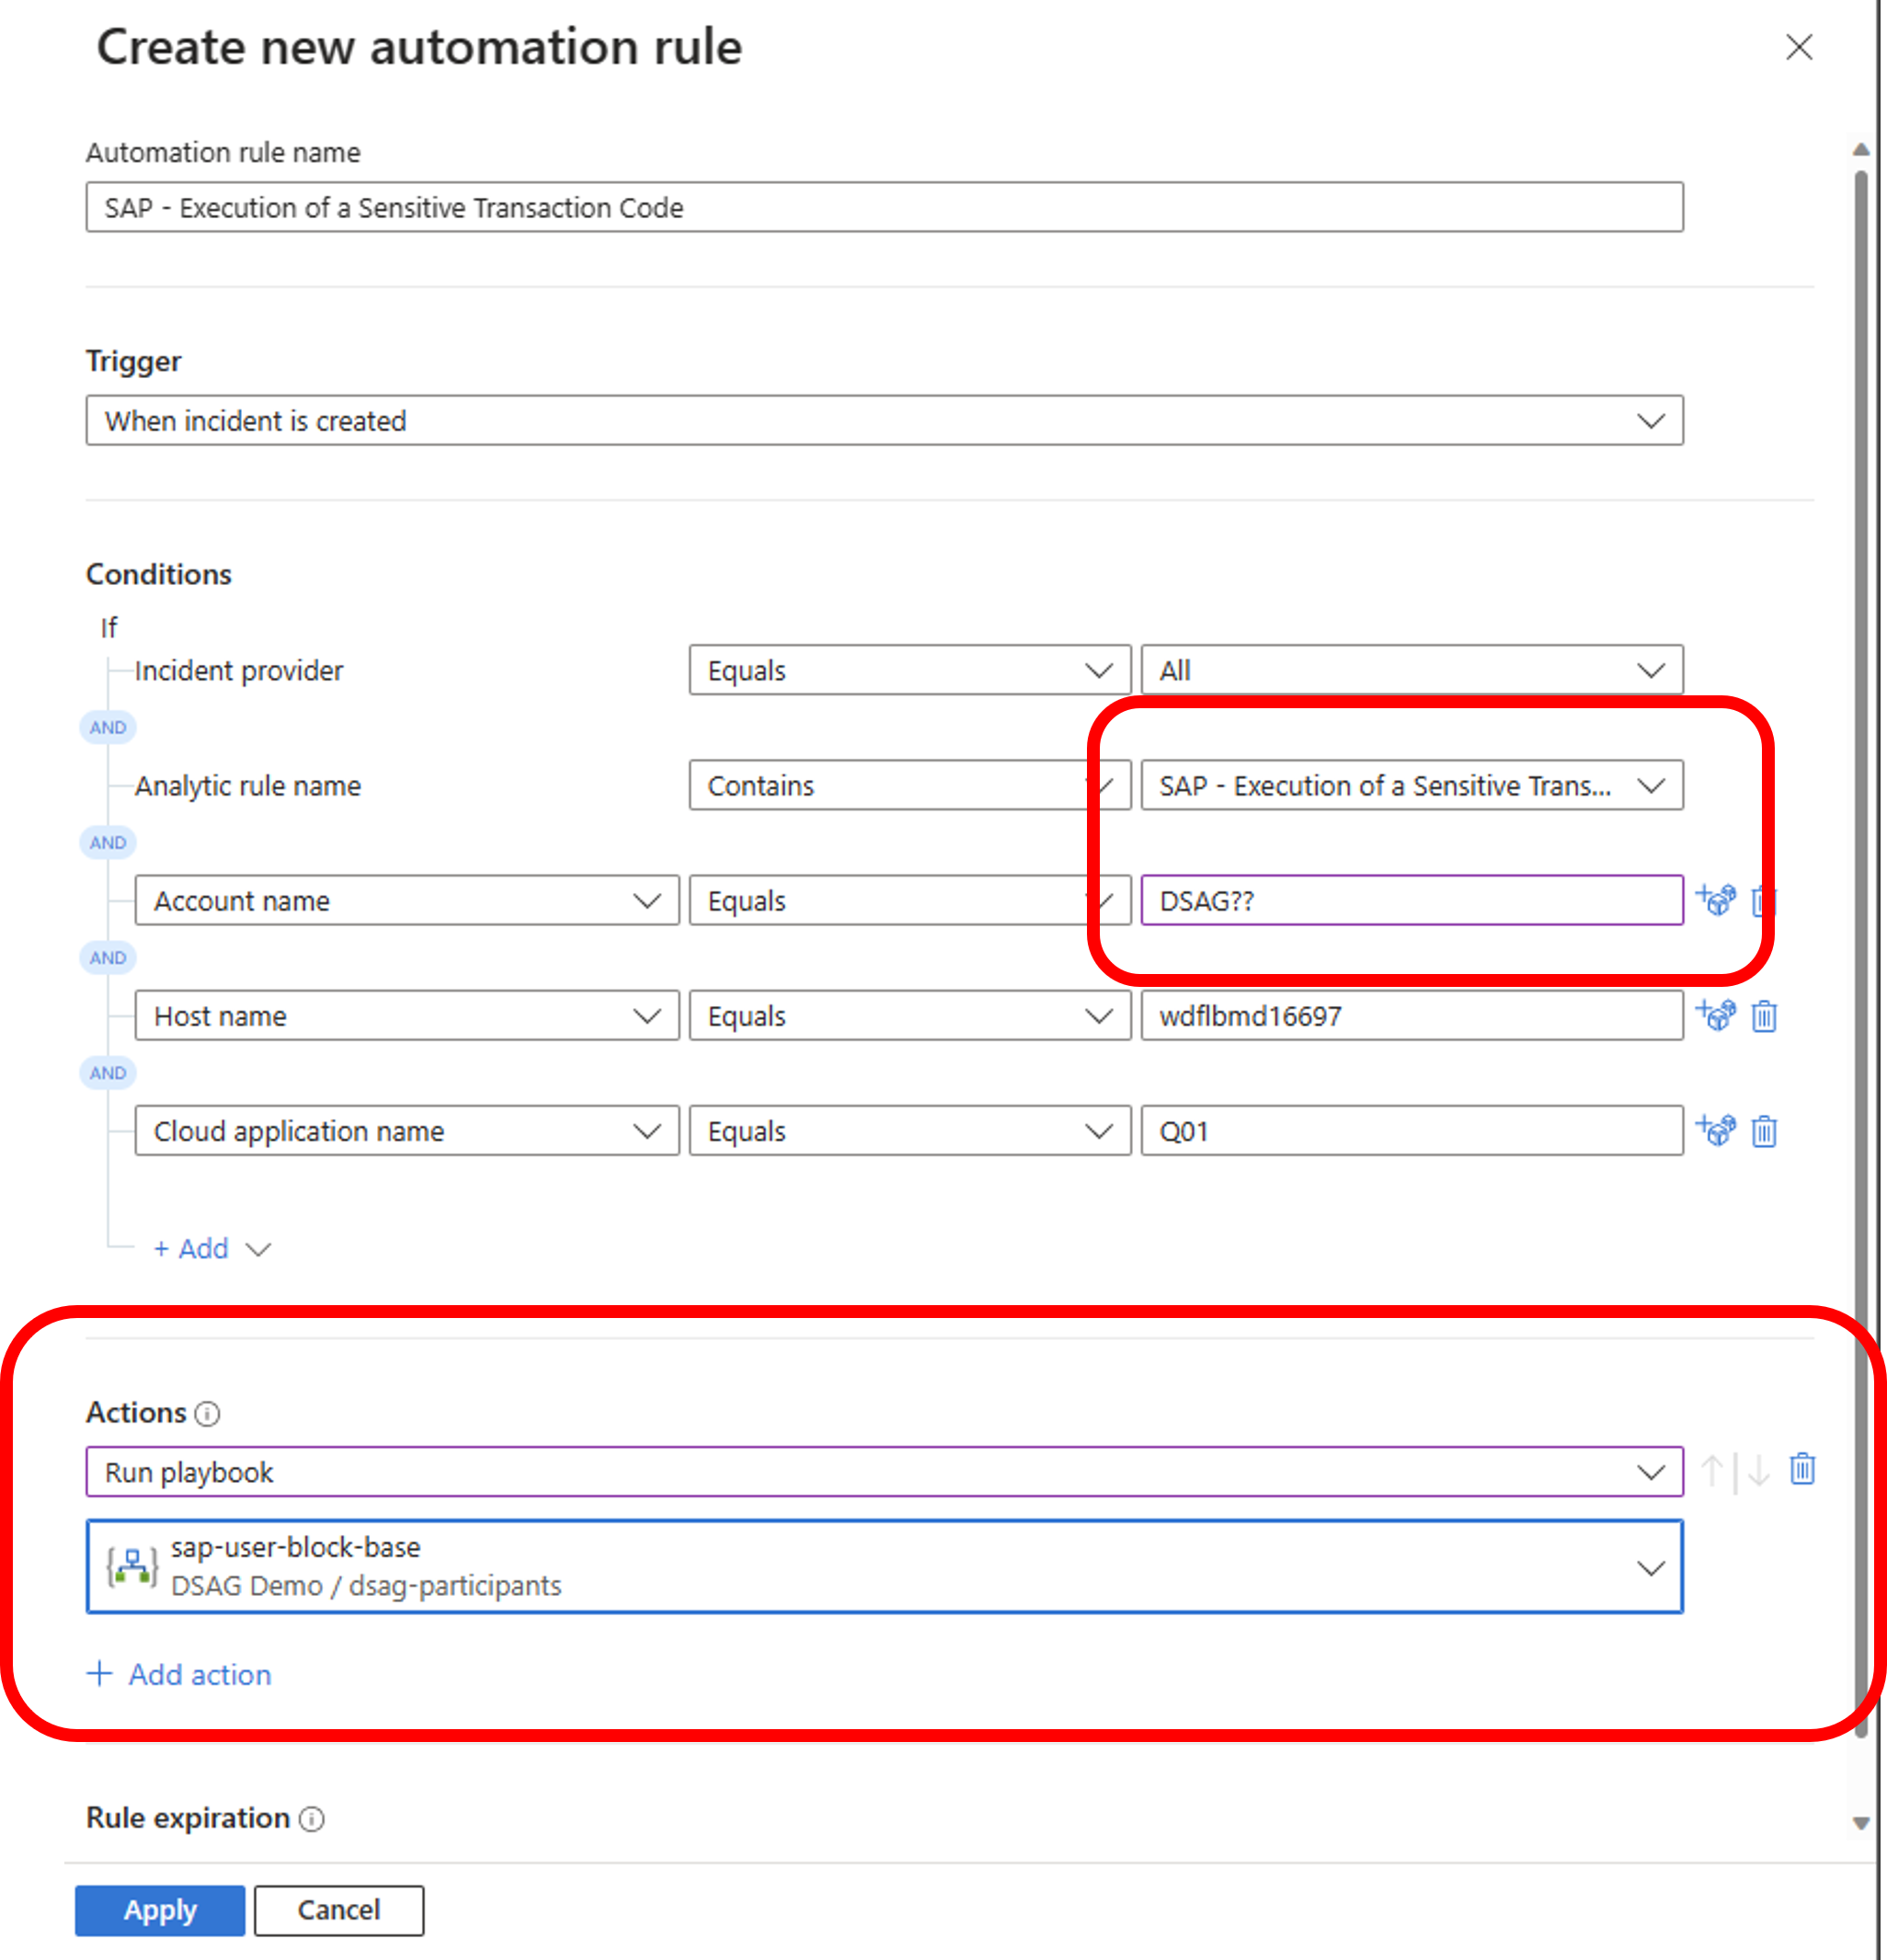 Create new automation rule
Automation rule name
SAP - Execution of a Sensitive Transaction Code
Trigger
When incident is created
Conditions
If
Incident provider Equals All
AND
Analytic rule name Contains SAP - Execution of a Sensitive Trans...
AND
Account name Equals DSAG??
AND
Host name Equals wdflbmd16697
AND
Cloud application name Equals Q01
+ Add
Actions
Run playbook
sap-user-block-base
DSAG Demo / dsag-participants
+ Add action
Rule expiration
Apply Cancel